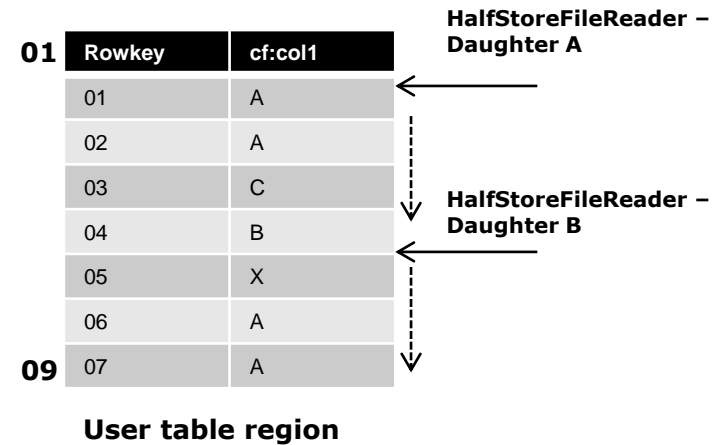 HalfStoreFileReader –
Daughter A
01
Rowkey cf:col1
01 A
02 A
03 C
HalfStoreFileReader –
Daughter B
04 B
05 X
06 A
09
07 A
User table region